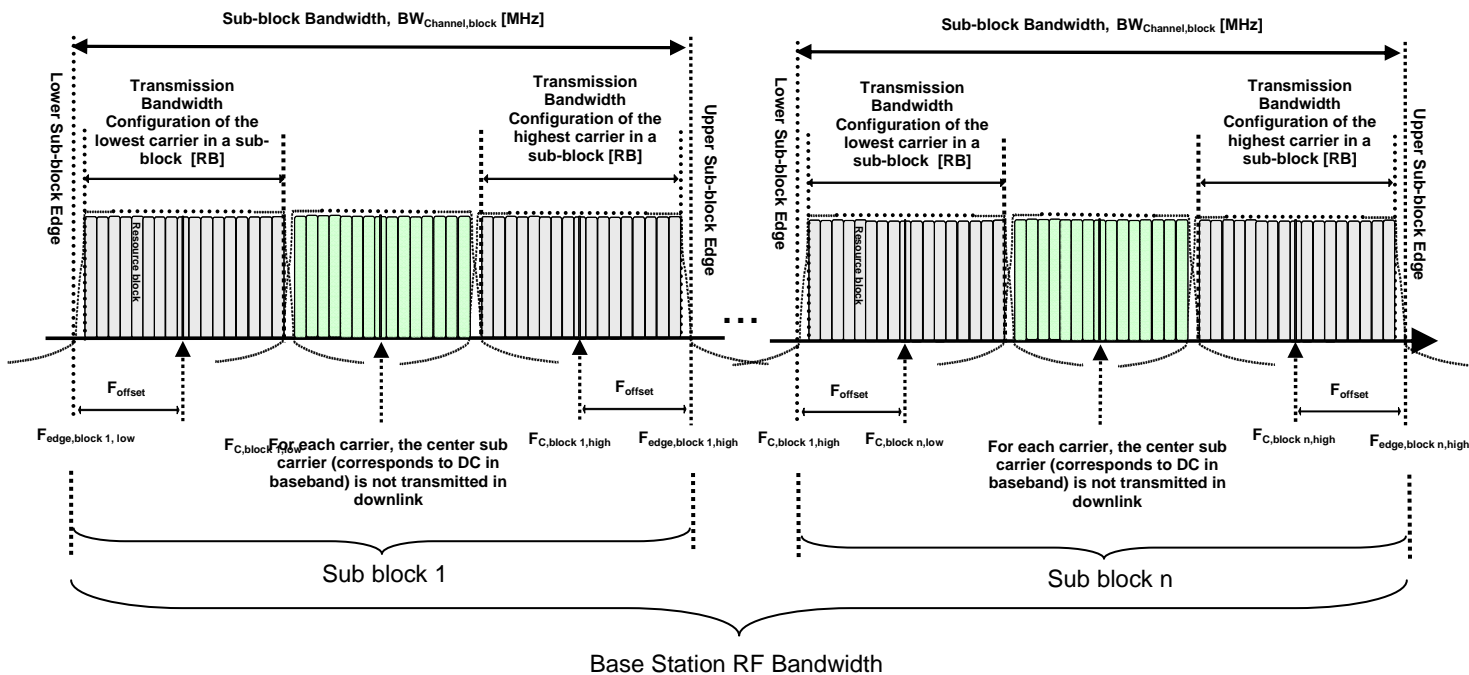 Sub-block Bandwidth, BWChannel,block [MHz]
Sub-block Bandwidth, BWChannel,block [MHz]
Lower Sub-block Edge
Transmission
Bandwidth
Configuration of the
lowest carrier in a sub-
block [RB]
Transmission
Bandwidth
Configuration of the
highest carrier in a
sub-block [RB]
Upper Sub-block Edge
Lower Sub-block Edge
Transmission
Bandwidth
Configuration of the
lowest carrier in a
sub-block [RB]
Transmission
Bandwidth
Configuration of the
highest carrier in a
sub-block [RB]
Upper Sub-block Edge
Resource block
...
Resource block
Foffset
Foffset
Foffset
Foffset
Fedge,block 1, low
FC,block 1,low
For each carrier, the center sub
carrier (corresponds to DC in
baseband) is not transmitted in
downlink
FC,block 1,high
Fedge,block 1,high
FC,block 1,high
FC,block n,low
For each carrier, the center sub
carrier (corresponds to DC in
baseband) is not transmitted in
downlink
FC,block n,high
Fedge,block n,high
Sub block 1
Sub block n
Base Station RF Bandwidth